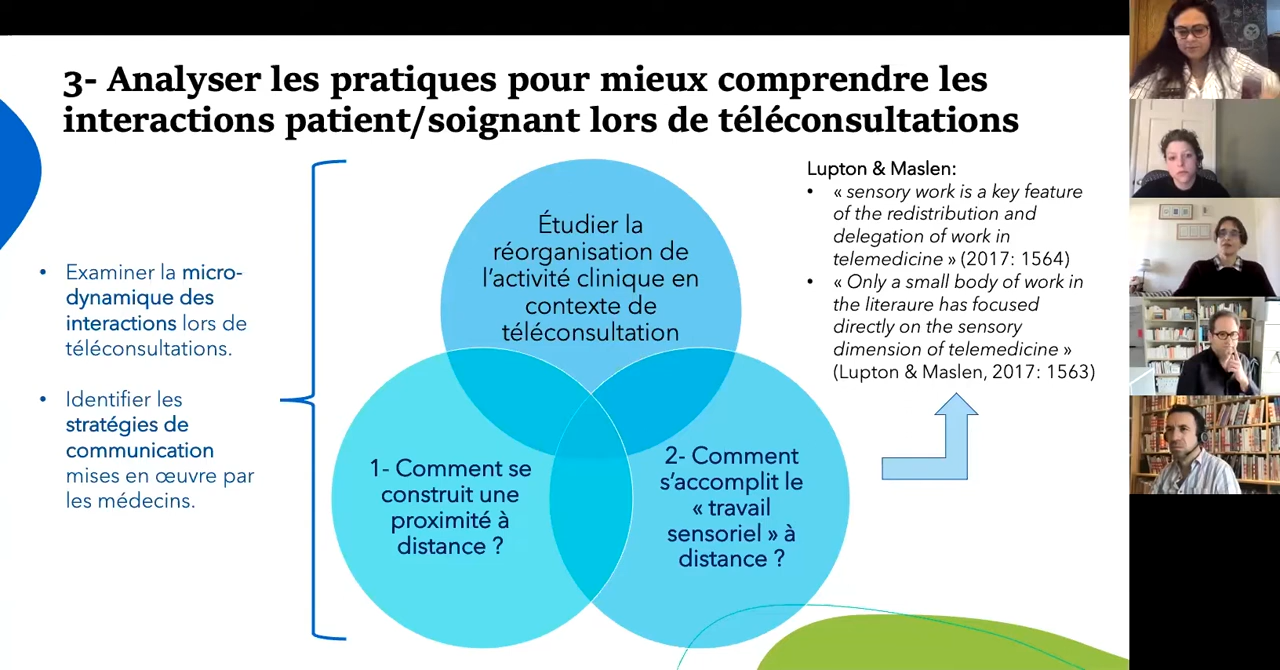 3- Analyser les pratiques pour mieux comprendre les
interactions patient/soignant lors de téléconsultations
• Examiner la micro-
dynamique des
interactions lors de
téléconsultations.
• Identifier les
stratégies de
communication
mises en œuvre par
les médecins.
Étudier la
réorganisation de
l’activité clinique en
contexte de
téléconsultation
1- Comment se
construit une
proximité à
distance ?
2- Comment
s’accomplit le
« travail
sensoriel » à
distance ?
Lupton & Maslen:
• « sensory work is a key feature
of the redistribution and
delegation of work in
telemedicine » (2017: 1564)
• « Only a small body of work in
the literaure has focused
directly on the sensory
dimension of telemedicine »
(Lupton & Maslen, 2017: 1563)